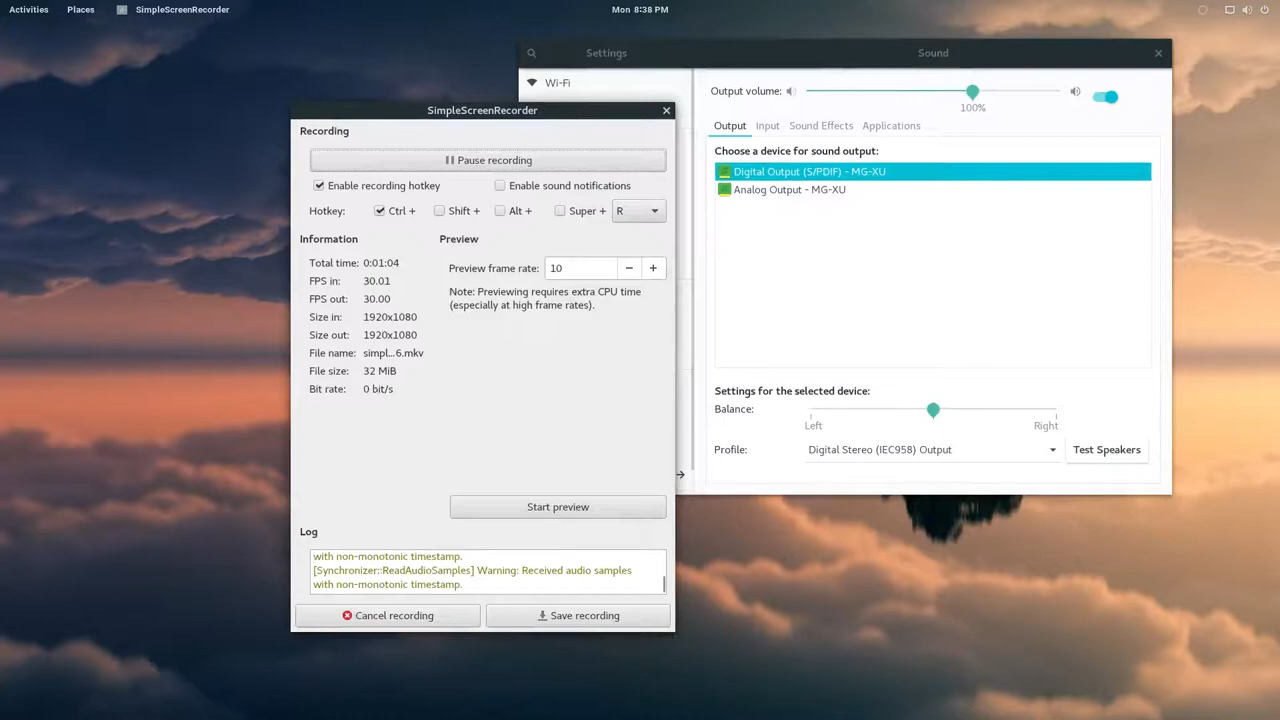 Activities Places SimpleScreenRecorder Mon 8:38 PM
Settings Sound
Wi-Fi
Output volume:
100%
Output Input Sound Effects Applications
Choose a device for sound output:
Digital Output (S/PDIF) - MG-XU
Analog Output - MG-XU
Settings for the selected device:
Balance:
Left Right
Profile: Digital Stereo (IEC958) Output Test Speakers
SimpleScreenRecorder
Recording
Pause recording
Enable recording hotkey Enable sound notifications
Hotkey: Ctrl + Shift + Alt + Super + R
Information
Total time: 0:01:04
FPS in: 30.01
FPS out: 30.00
Size in: 1920x1080
Size out: 1920x1080
File name: simpl...6.mkv
File size: 32 MiB
Bit rate: 0 bit/s
Preview
Preview frame rate: 10
Note: Previewing requires extra CPU time
(especially at high frame rates).
Start preview
Log
with non-monotonic timestamp.
[Synchronizer::ReadAudioSamples] Warning: Received audio samples
with non-monotonic timestamp.
Cancel recording Save recording